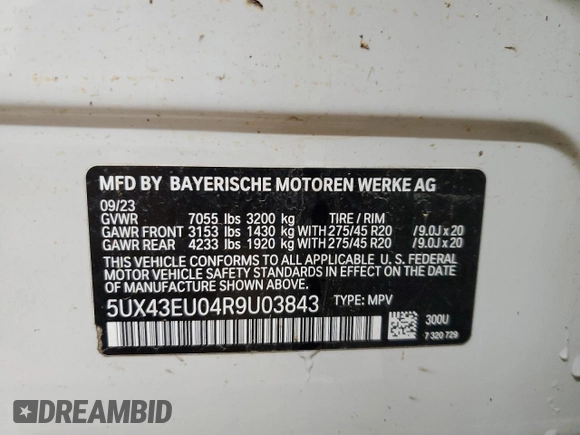 MFD BY BAYERISCHE MOTOREN WERKE AG
09/23
GVWR 7055 lbs 3200 kg TIRE / RIM
GAWR FRONT 3153 lbs 1430 kg WITH 275/45 R20 /9.0J x 20
GAWR REAR 4233 lbs 1920 kg WITH 275/45 R20 /9.0J x 20
THIS VEHICLE CONFORMS TO ALL APPLICABLE U. S. FEDERAL
MOTOR VEHICLE SAFETY STANDARDS IN EFFECT ON THE DATE
OF MANUFACTURE SHOWN ABOVE.
5UX43EU04R9U03843 TYPE: MPV
300U
7 320 729
DREAMBID